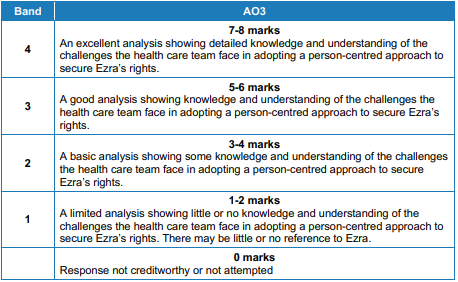 Band AO3
7-8 marks
4 An excellent analysis showing detailed knowledge and understanding of the
challenges the health care team face in adopting a person-centred approach to
secure Ezra's rights.
5-6 marks
3 A good analysis showing knowledge and understanding of the challenges the
health care team face in adopting a person-centred approach to secure Ezra's
rights.
3-4 marks
2 A basic analysis showing some knowledge and understanding of the challenges
the health care team face in adopting a person-centred approach to secure
Ezra's rights.
1-2 marks
1 A limited analysis showing little or no knowledge and understanding of the
challenges the health care team face in adopting a person-centred approach to
secure Ezra's rights. There may be little or no reference to Ezra.
0 marks
Response not creditworthy or not attempted